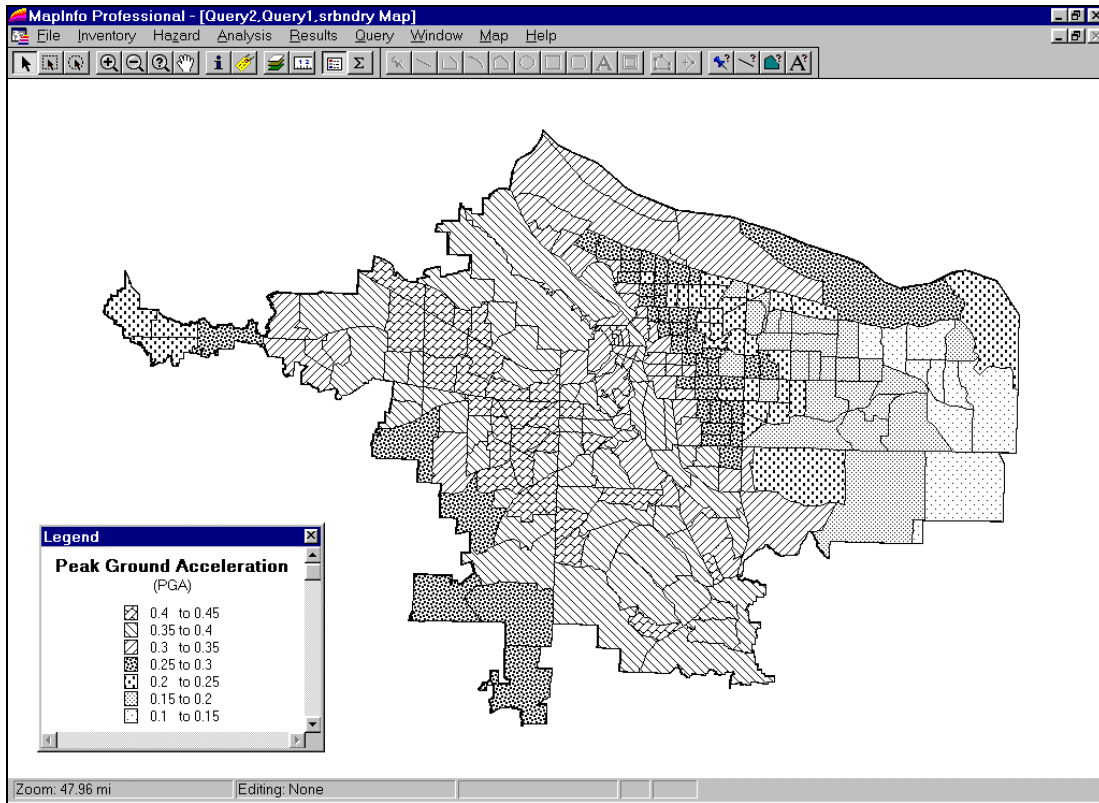 MapInfo Professional - [Query2,Query1,srbndry Map]
File Inventory Hazard Analysis Results Query Window Map Help
Legend
Peak Ground Acceleration
(PGA)
0.4 to 0.45
0.35 to 0.4
0.3 to 0.35
0.25 to 0.3
0.2 to 0.25
0.15 to 0.2
0.1 to 0.15
Zoom: 47.96 mi Editing: None